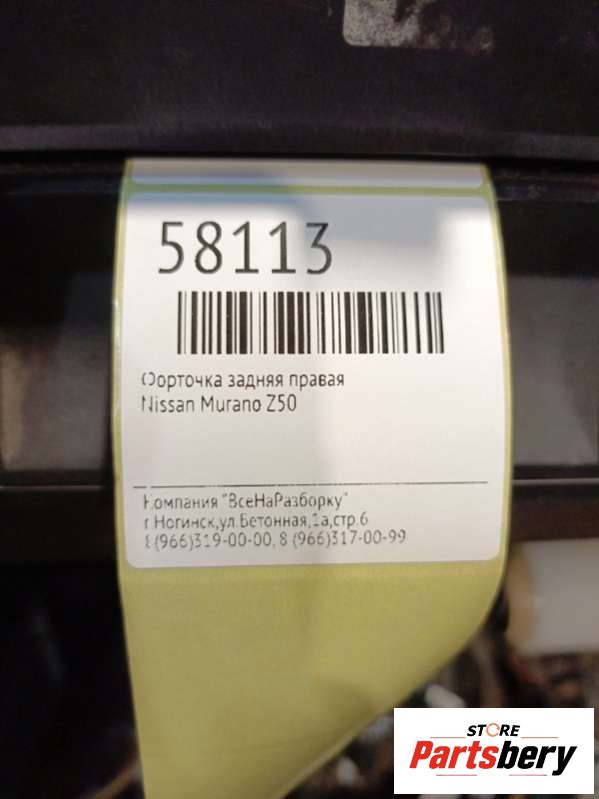 58113
Форточка задняя правая
Nissan Murano Z50
Компания "ВсеНаРазборку"
г.Ногинск,ул.Бетонная,1а,стр.6
8(966)319-00-00, 8 (966)317-00-99
STORE
Partsbery